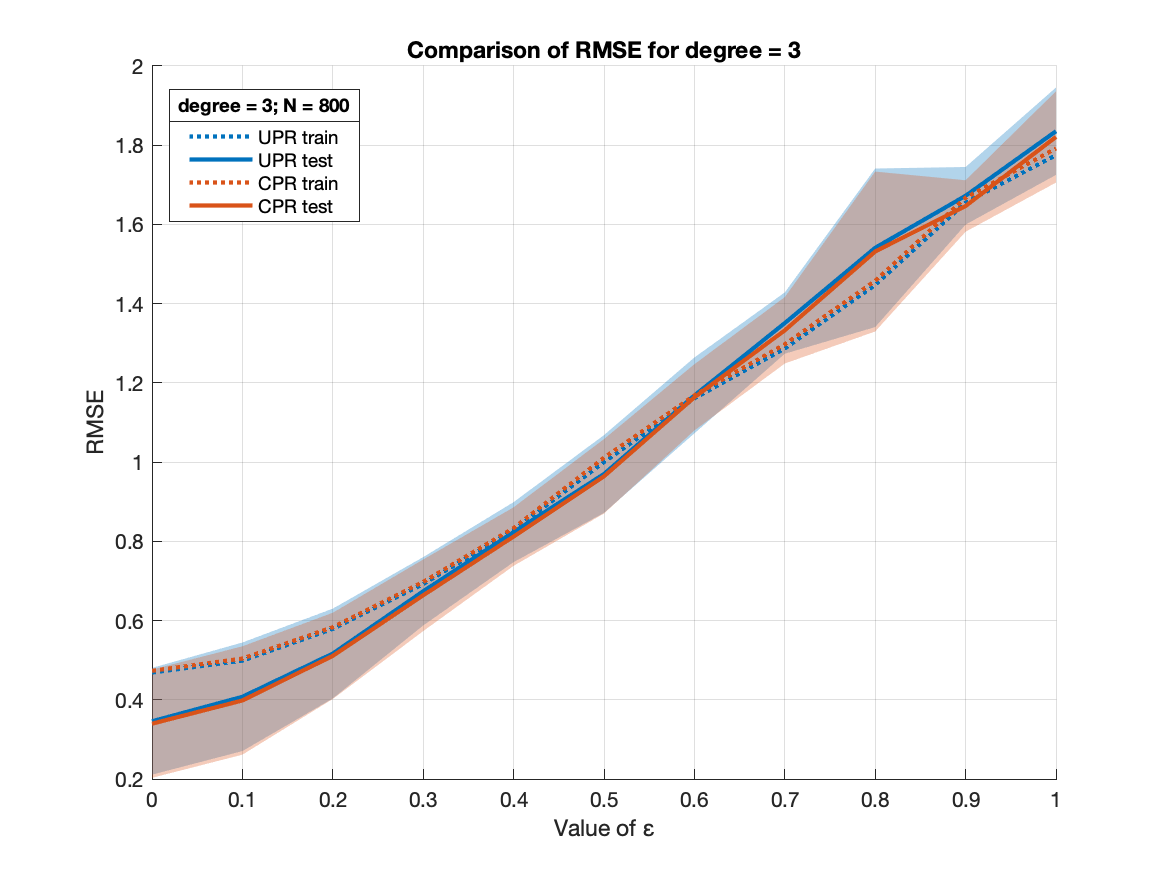 Comparison of RMSE for degree = 3
degree = 3; N = 800
UPR train
UPR test
CPR train
CPR test
RMSE
2
1.8
1.6
1.4
1.2
1
0.8
0.6
0.4
0.2
0 0.1 0.2 0.3 0.4 0.5 0.6 0.7 0.8 0.9 1
Value of ε